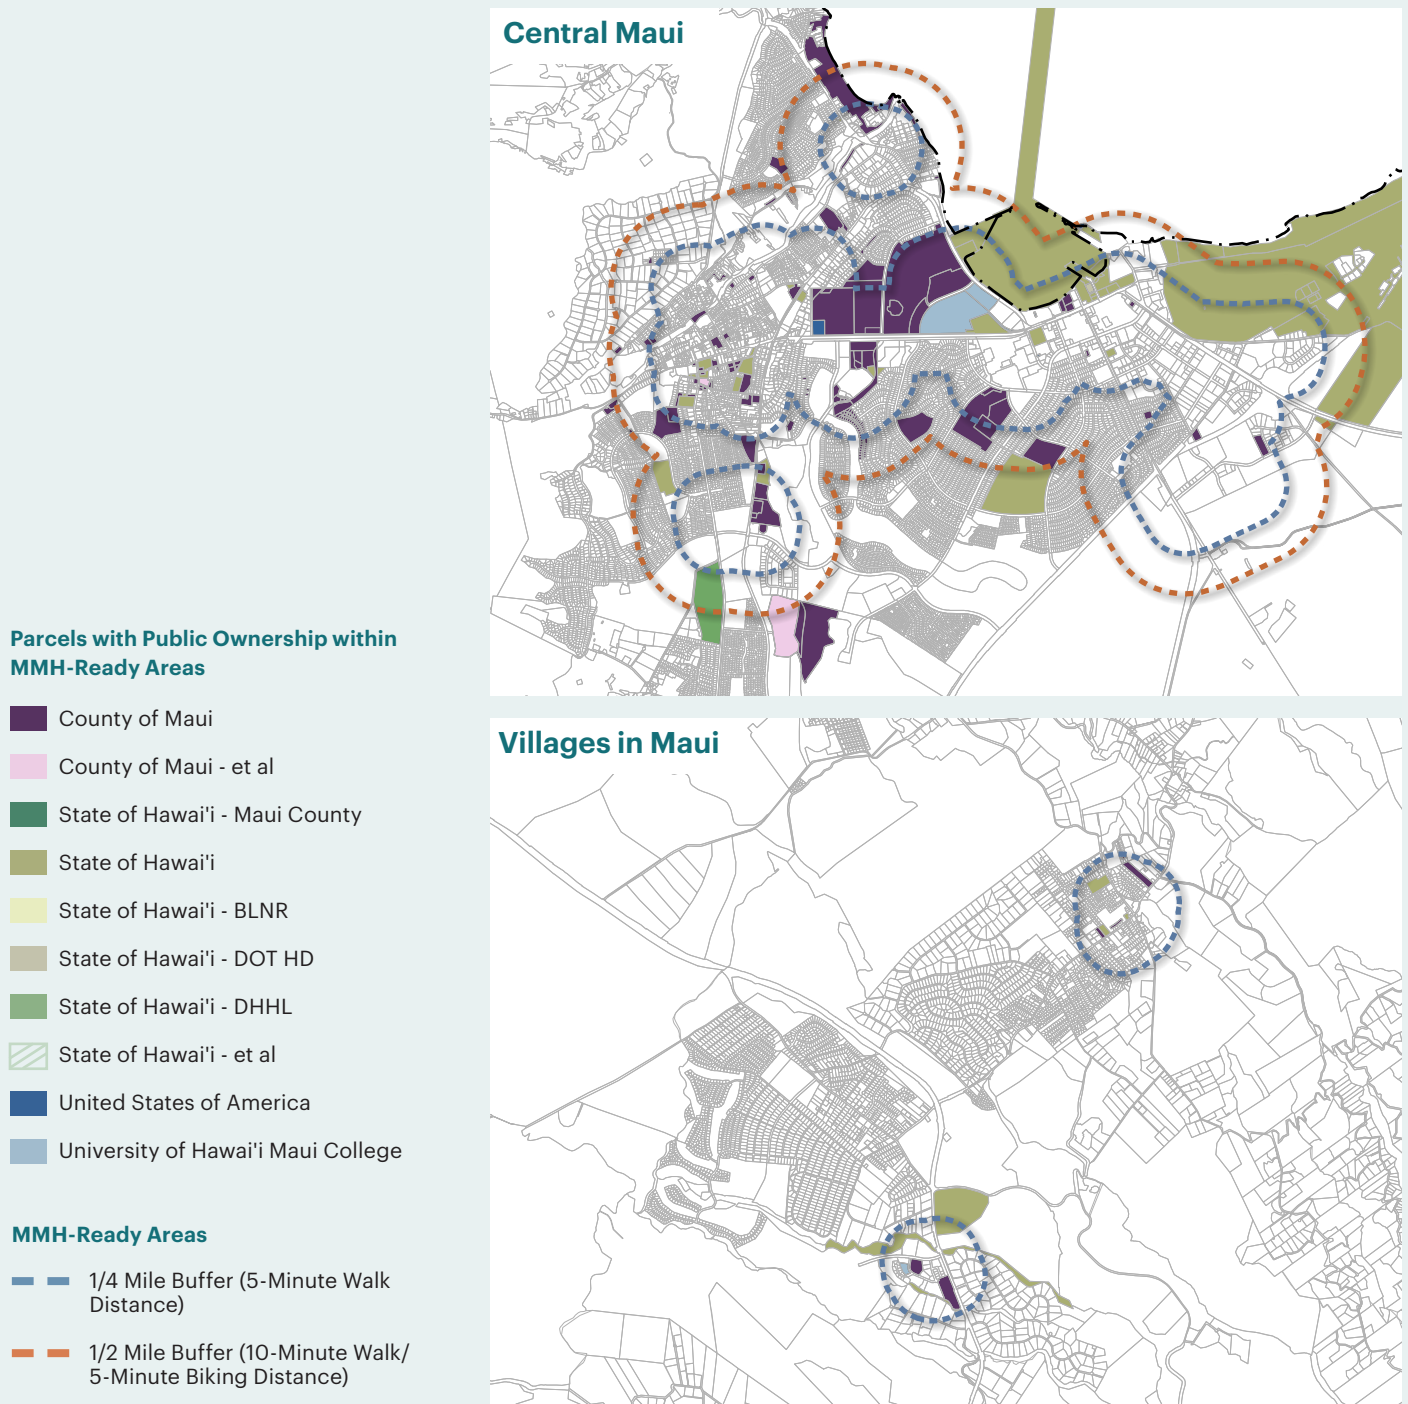 Central Maui
Villages in Maui
Parcels with Public Ownership within
MMH-Ready Areas
County of Maui
County of Maui - et al
State of Hawai'i - Maui County
State of Hawai'i
State of Hawai'i - BLNR
State of Hawai'i - DOT HD
State of Hawai'i - DHHL
State of Hawai'i - et al
United States of America
University of Hawai'i Maui College
MMH-Ready Areas
1/4 Mile Buffer (5-Minute Walk
Distance)
1/2 Mile Buffer (10-Minute Walk/
5-Minute Biking Distance)